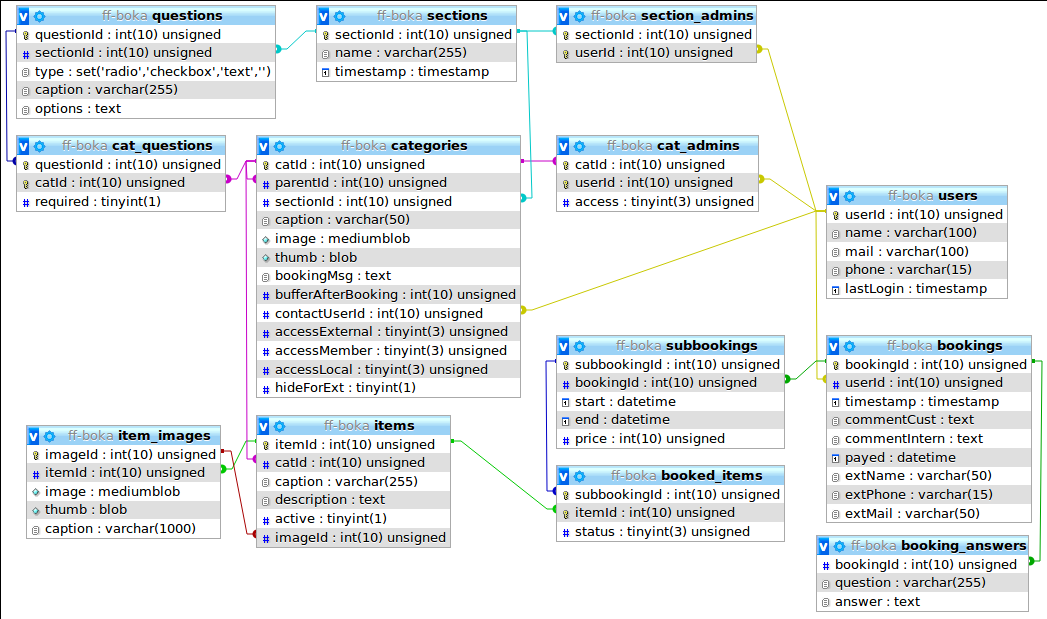 ff-boka questions
questionId : int(10) unsigned
sectionId : int(10) unsigned
type : set('radio','checkbox','text','')
caption : varchar(255)
options : text
ff-boka sections
sectionId : int(10) unsigned
name : varchar(255)
timestamp : timestamp
ff-boka section_admins
sectionId : int(10) unsigned
userId : int(10) unsigned
ff-boka cat_questions
questionId : int(10) unsigned
catId : int(10) unsigned
required : tinyint(1)
ff-boka categories
catId : int(10) unsigned
parentId : int(10) unsigned
sectionId : int(10) unsigned
caption : varchar(50)
image : mediumblob
thumb : blob
bookingMsg : text
bufferAfterBooking : int(10) unsigned
contactUserId : int(10) unsigned
accessExternal : tinyint(3) unsigned
accessMember : tinyint(3) unsigned
accessLocal : tinyint(3) unsigned
hideForExt : tinyint(1)
ff-boka cat_admins
catId : int(10) unsigned
userId : int(10) unsigned
access : tinyint(3) unsigned
ff-boka users
userId : int(10) unsigned
name : varchar(100)
mail : varchar(100)
phone : varchar(15)
lastLogin : timestamp
ff-boka subbookings
subbookingId : int(10) unsigned
bookingId : int(10) unsigned
start : datetime
end : datetime
price : int(10) unsigned
ff-boka bookings
bookingId : int(10) unsigned
userId : int(10) unsigned
timestamp : timestamp
commentCust : text
commentIntern : text
payed : datetime
extName : varchar(50)
extPhone : varchar(15)
extMail : varchar(50)
ff-boka item_images
imageId : int(10) unsigned
itemId : int(10) unsigned
image : mediumblob
thumb : blob
caption : varchar(1000)
ff-boka items
itemId : int(10) unsigned
catId : int(10) unsigned
caption : varchar(255)
description : text
active : tinyint(1)
imageId : int(10) unsigned
ff-boka booked_items
subbookingId : int(10) unsigned
itemId : int(10) unsigned
status : tinyint(3) unsigned
ff-boka booking_answers
bookingId : int(10) unsigned
question : varchar(255)
answer : text